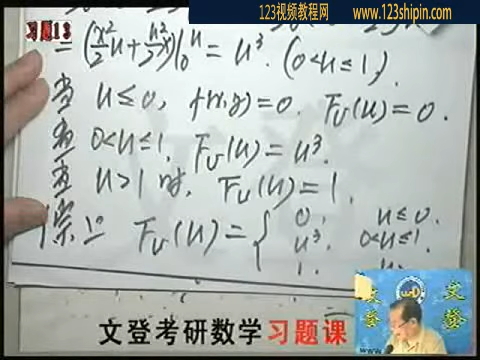 123视频教程网
www.123shipin.com
习题13
= (x²/2 u + u²/2 x)|₀ᵘ = u³. (0<u≤1).
当 u≤0, f(x,y)=0. F_U(u)=0.
当 0<u≤1, F_U(u)=u³.
当 u>1 时, F_U(u)=1.
综上 F_U(u)={ 0, u≤0.
u³. 0<u≤1.
1.
文登
文登考研数学习题课